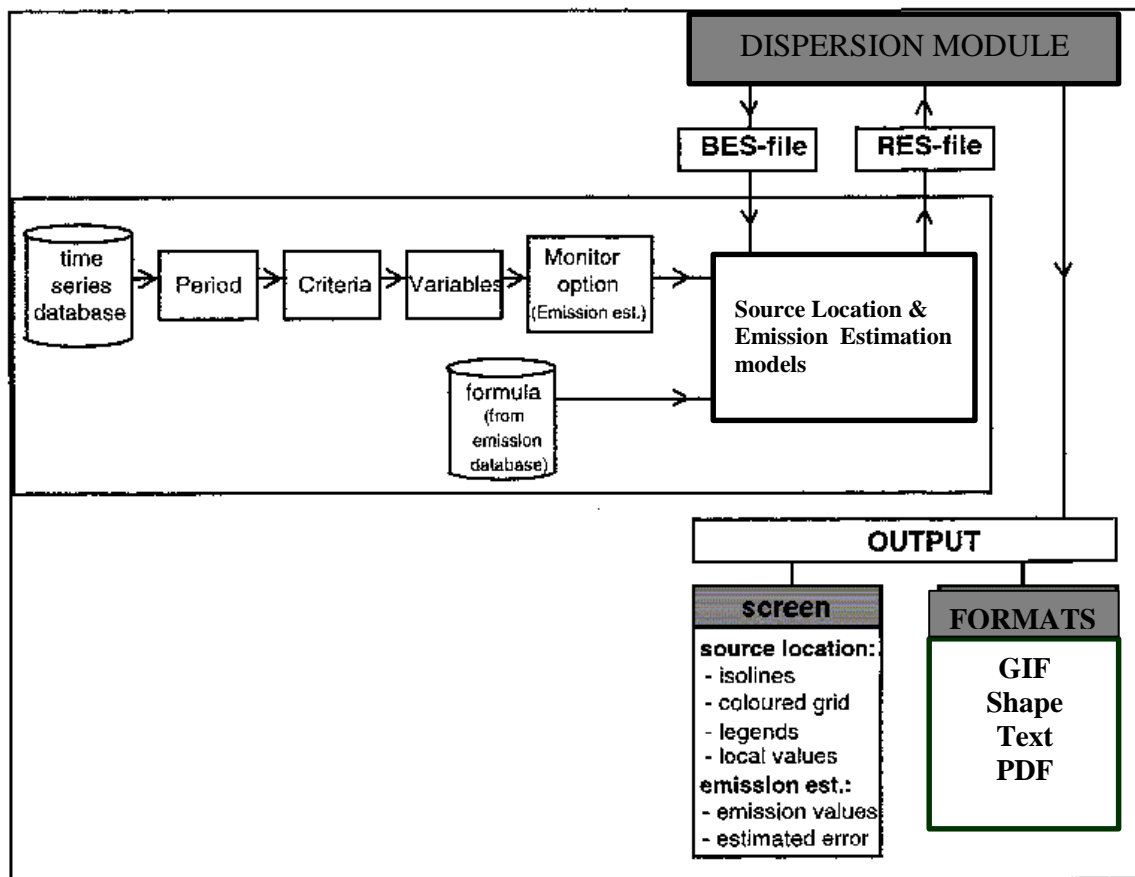 DISPERSION MODULE
BES-file
RES-file
time
series
database
Period
Criteria
Variables
Monitor
option
(Emission est.)
Source Location &
Emission Estimation
models
formula
(from
emission
database)
OUTPUT
screen
source location:
- isolines
- coloured grid
- legends
- local values
emission est.:
- emission values
- estimated error
FORMATS
GIF
Shape
Text
PDF